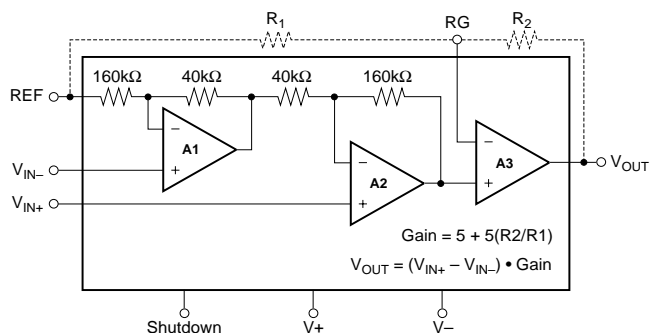 R1 RG R2
160kΩ 40kΩ 40kΩ 160kΩ
REF
− A1 +
− A2 +
− A3 +
VIN–
VIN+
VOUT
Gain = 5 + 5(R2/R1)
VOUT = (VIN+ – VIN–) • Gain
Shutdown V+ V–